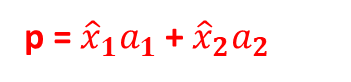 p = x̂₁a₁ + x̂₂a₂